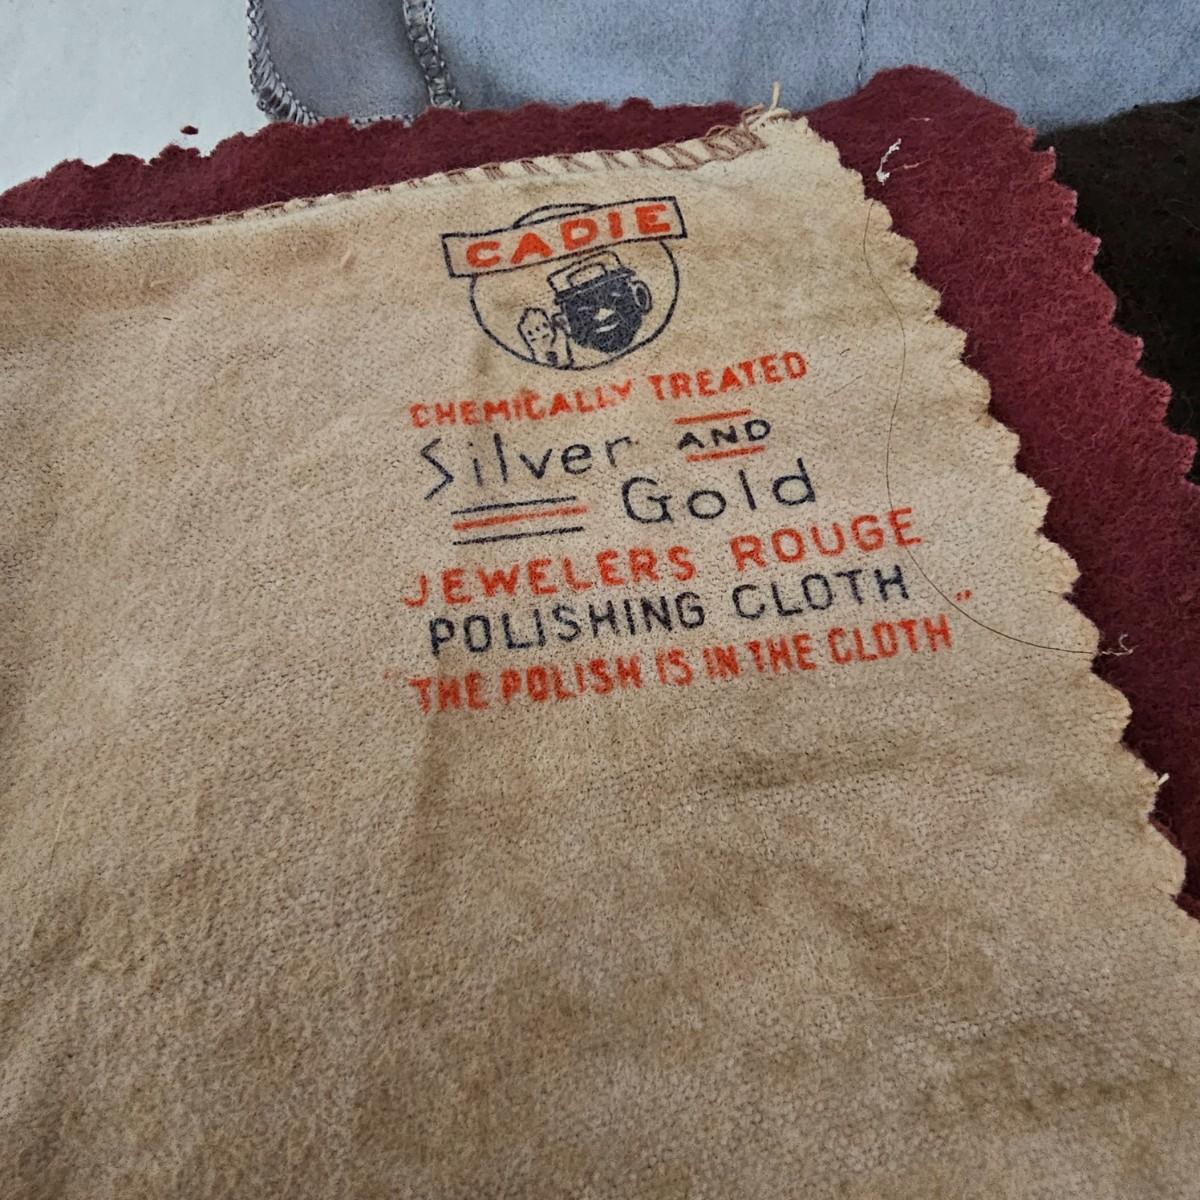 CADIE
CHEMICALLY TREATED
Silver AND
Gold
JEWELERS ROUGE
POLISHING CLOTH
"THE POLISH IS IN THE CLOTH"